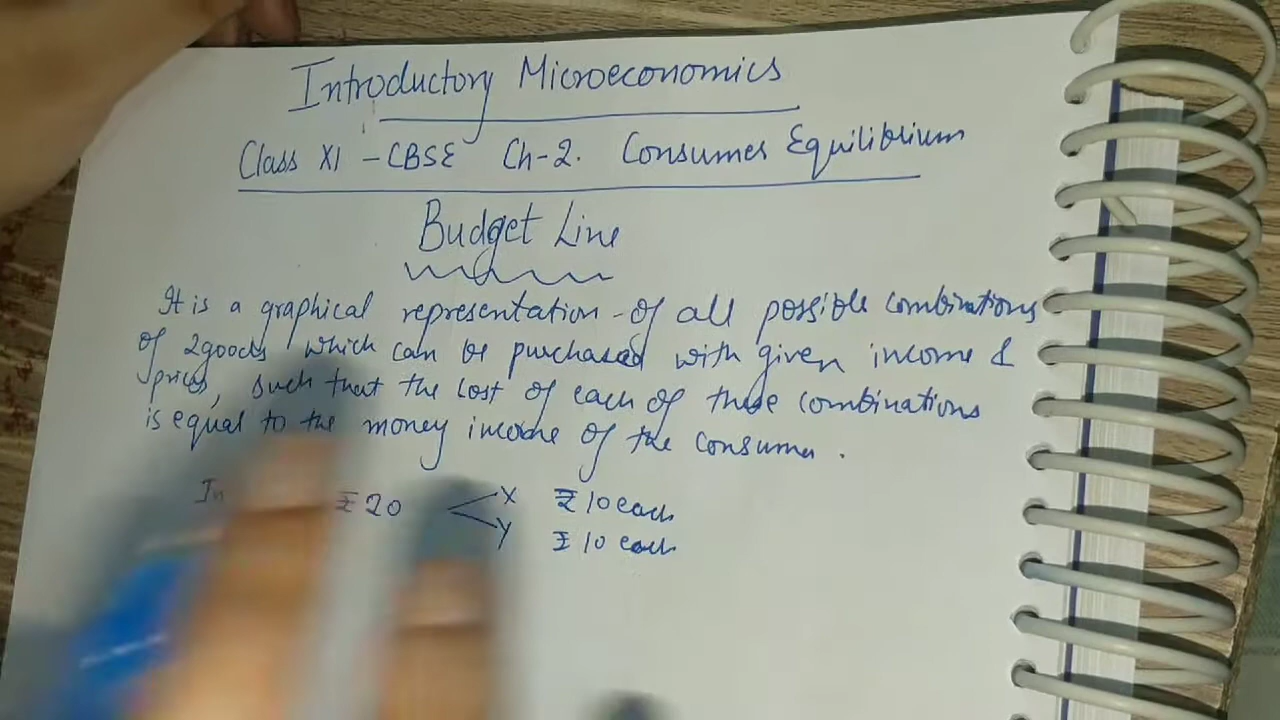 Introductory Microeconomics
Class XI - CBSE Ch-2. Consumer Equilibrium
Budget Line
It is a graphical representation of all possible combinations
of 2goods which can be purchased with given income &
prices, such that the cost of each of these combinations
is equal to the money income of the consumer.
₹20 X ₹10 each
Y ₹10 each